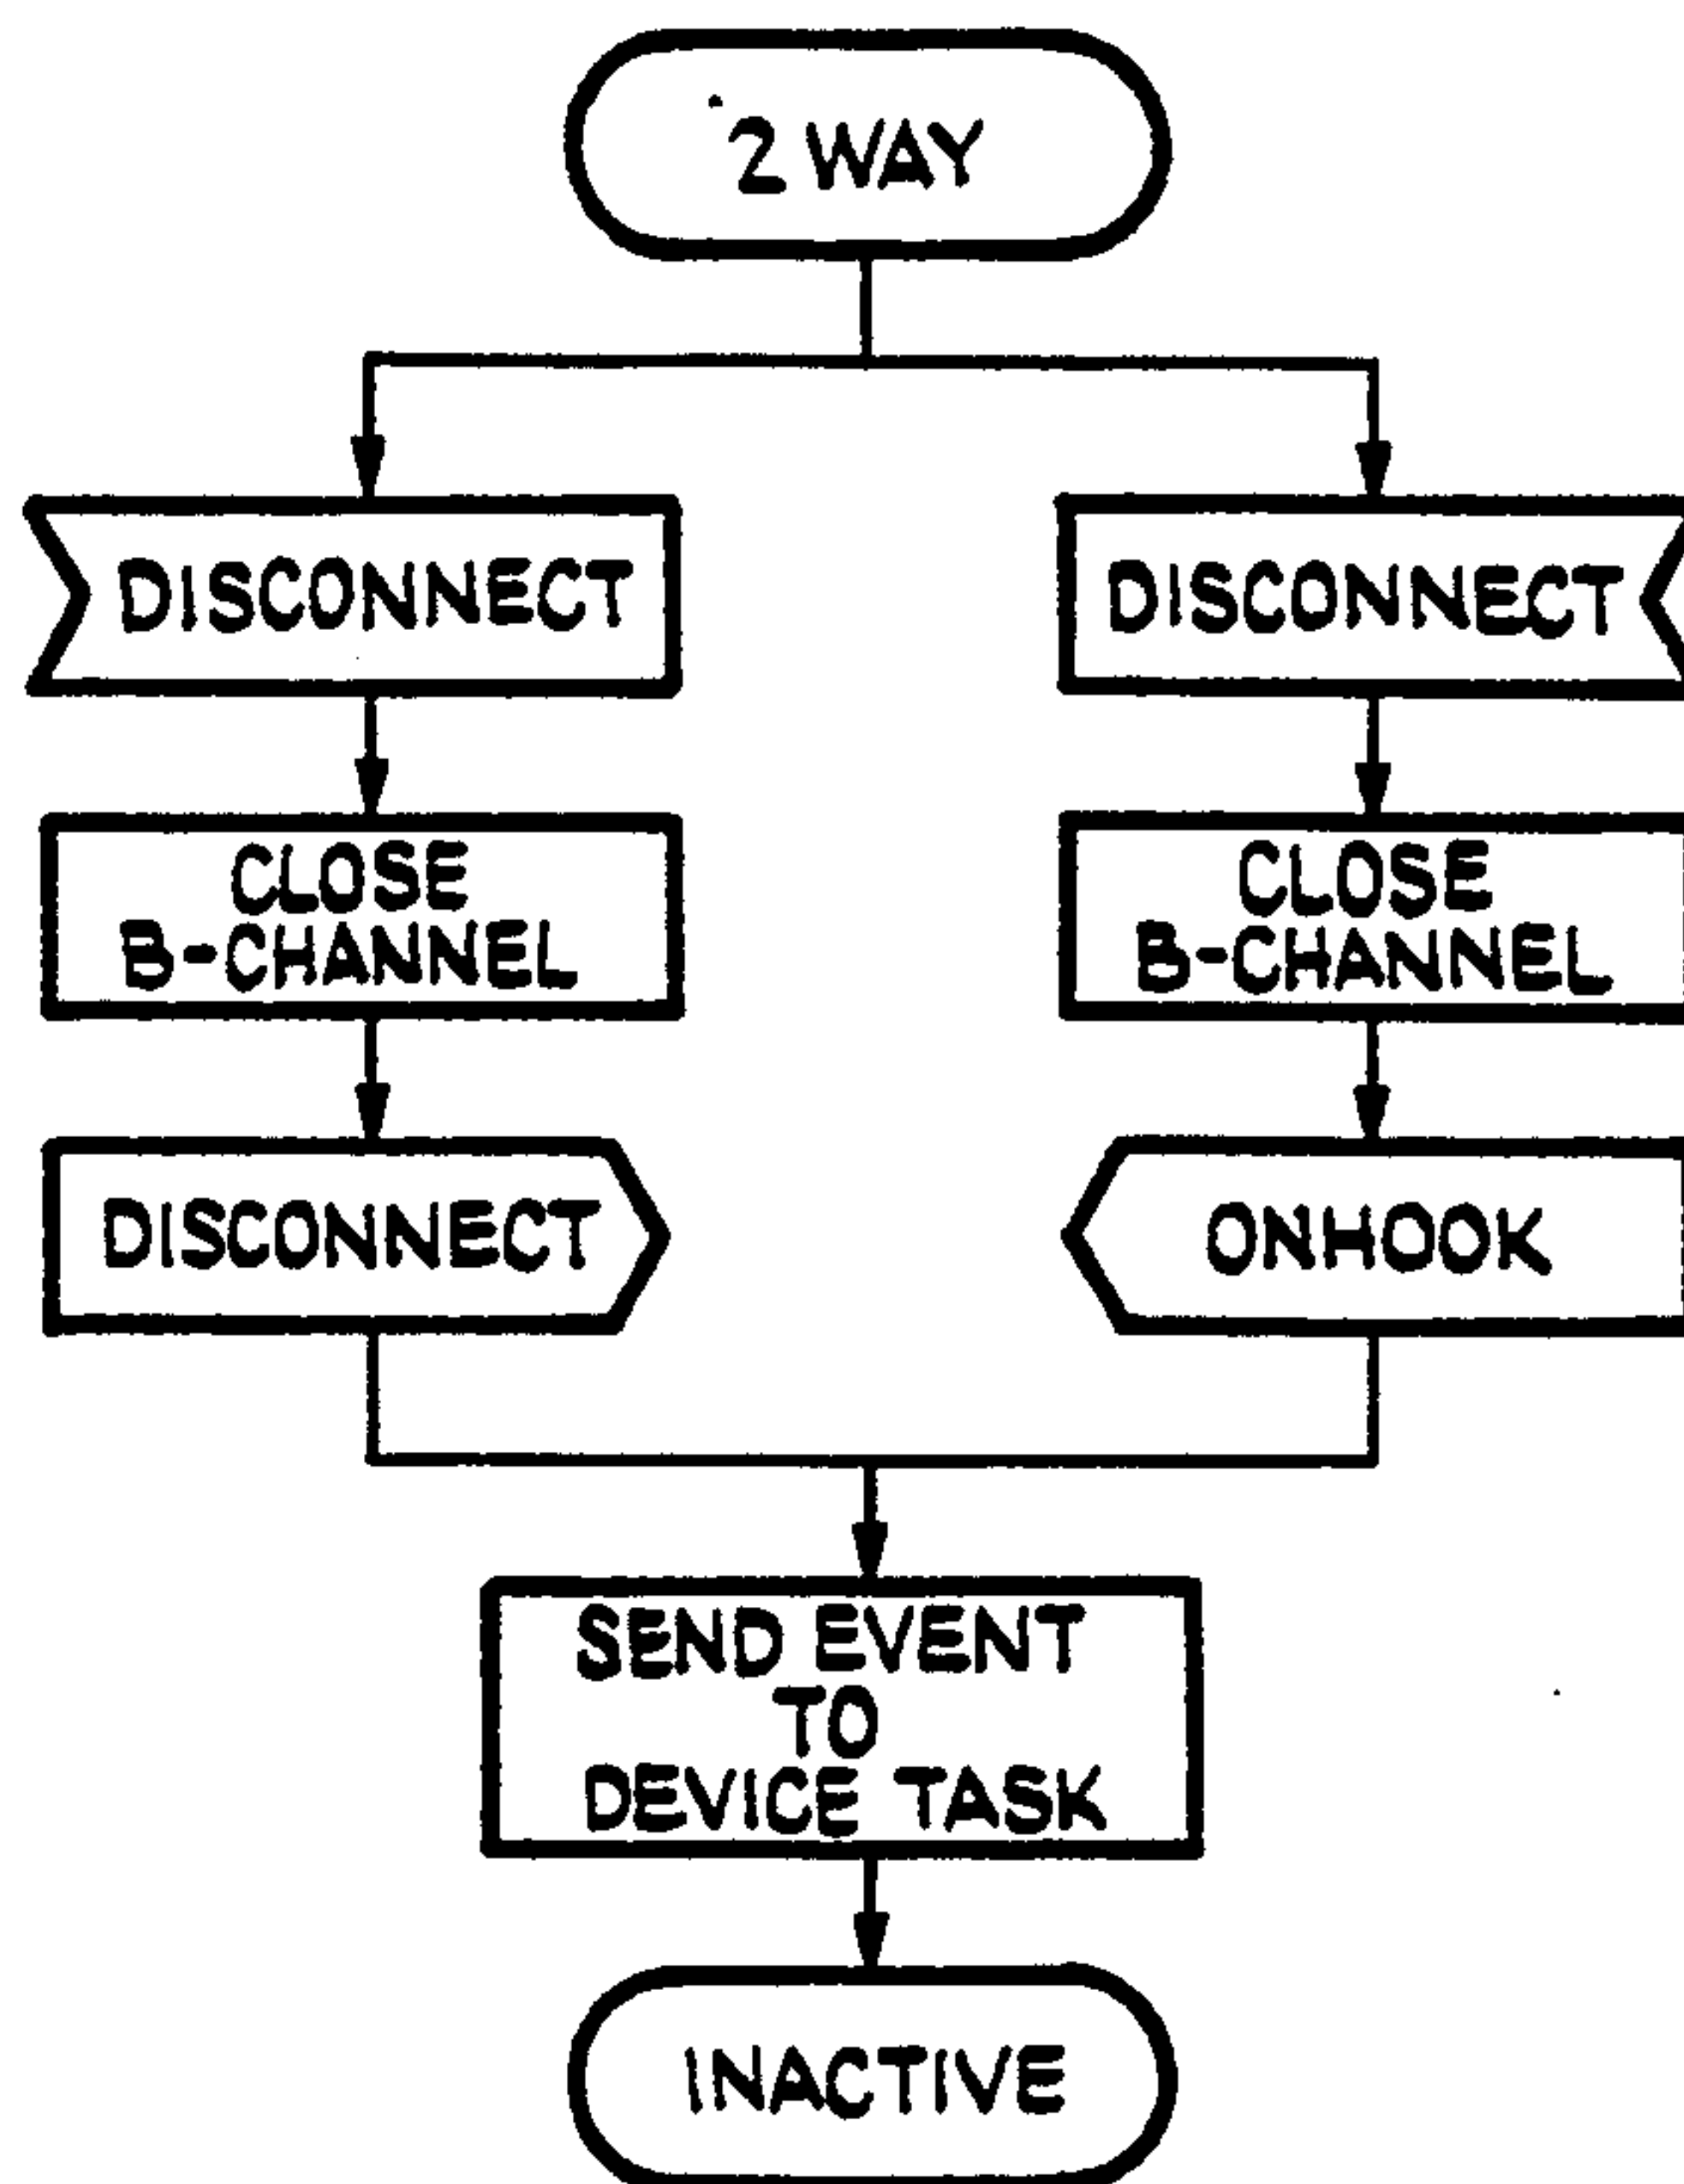 2 WAY
DISCONNECT
DISCONNECT
CLOSE
B-CHANNEL
CLOSE
B-CHANNEL
DISCONNECT
ONHOOK
SEND EVENT
TO
DEVICE TASK
INACTIVE